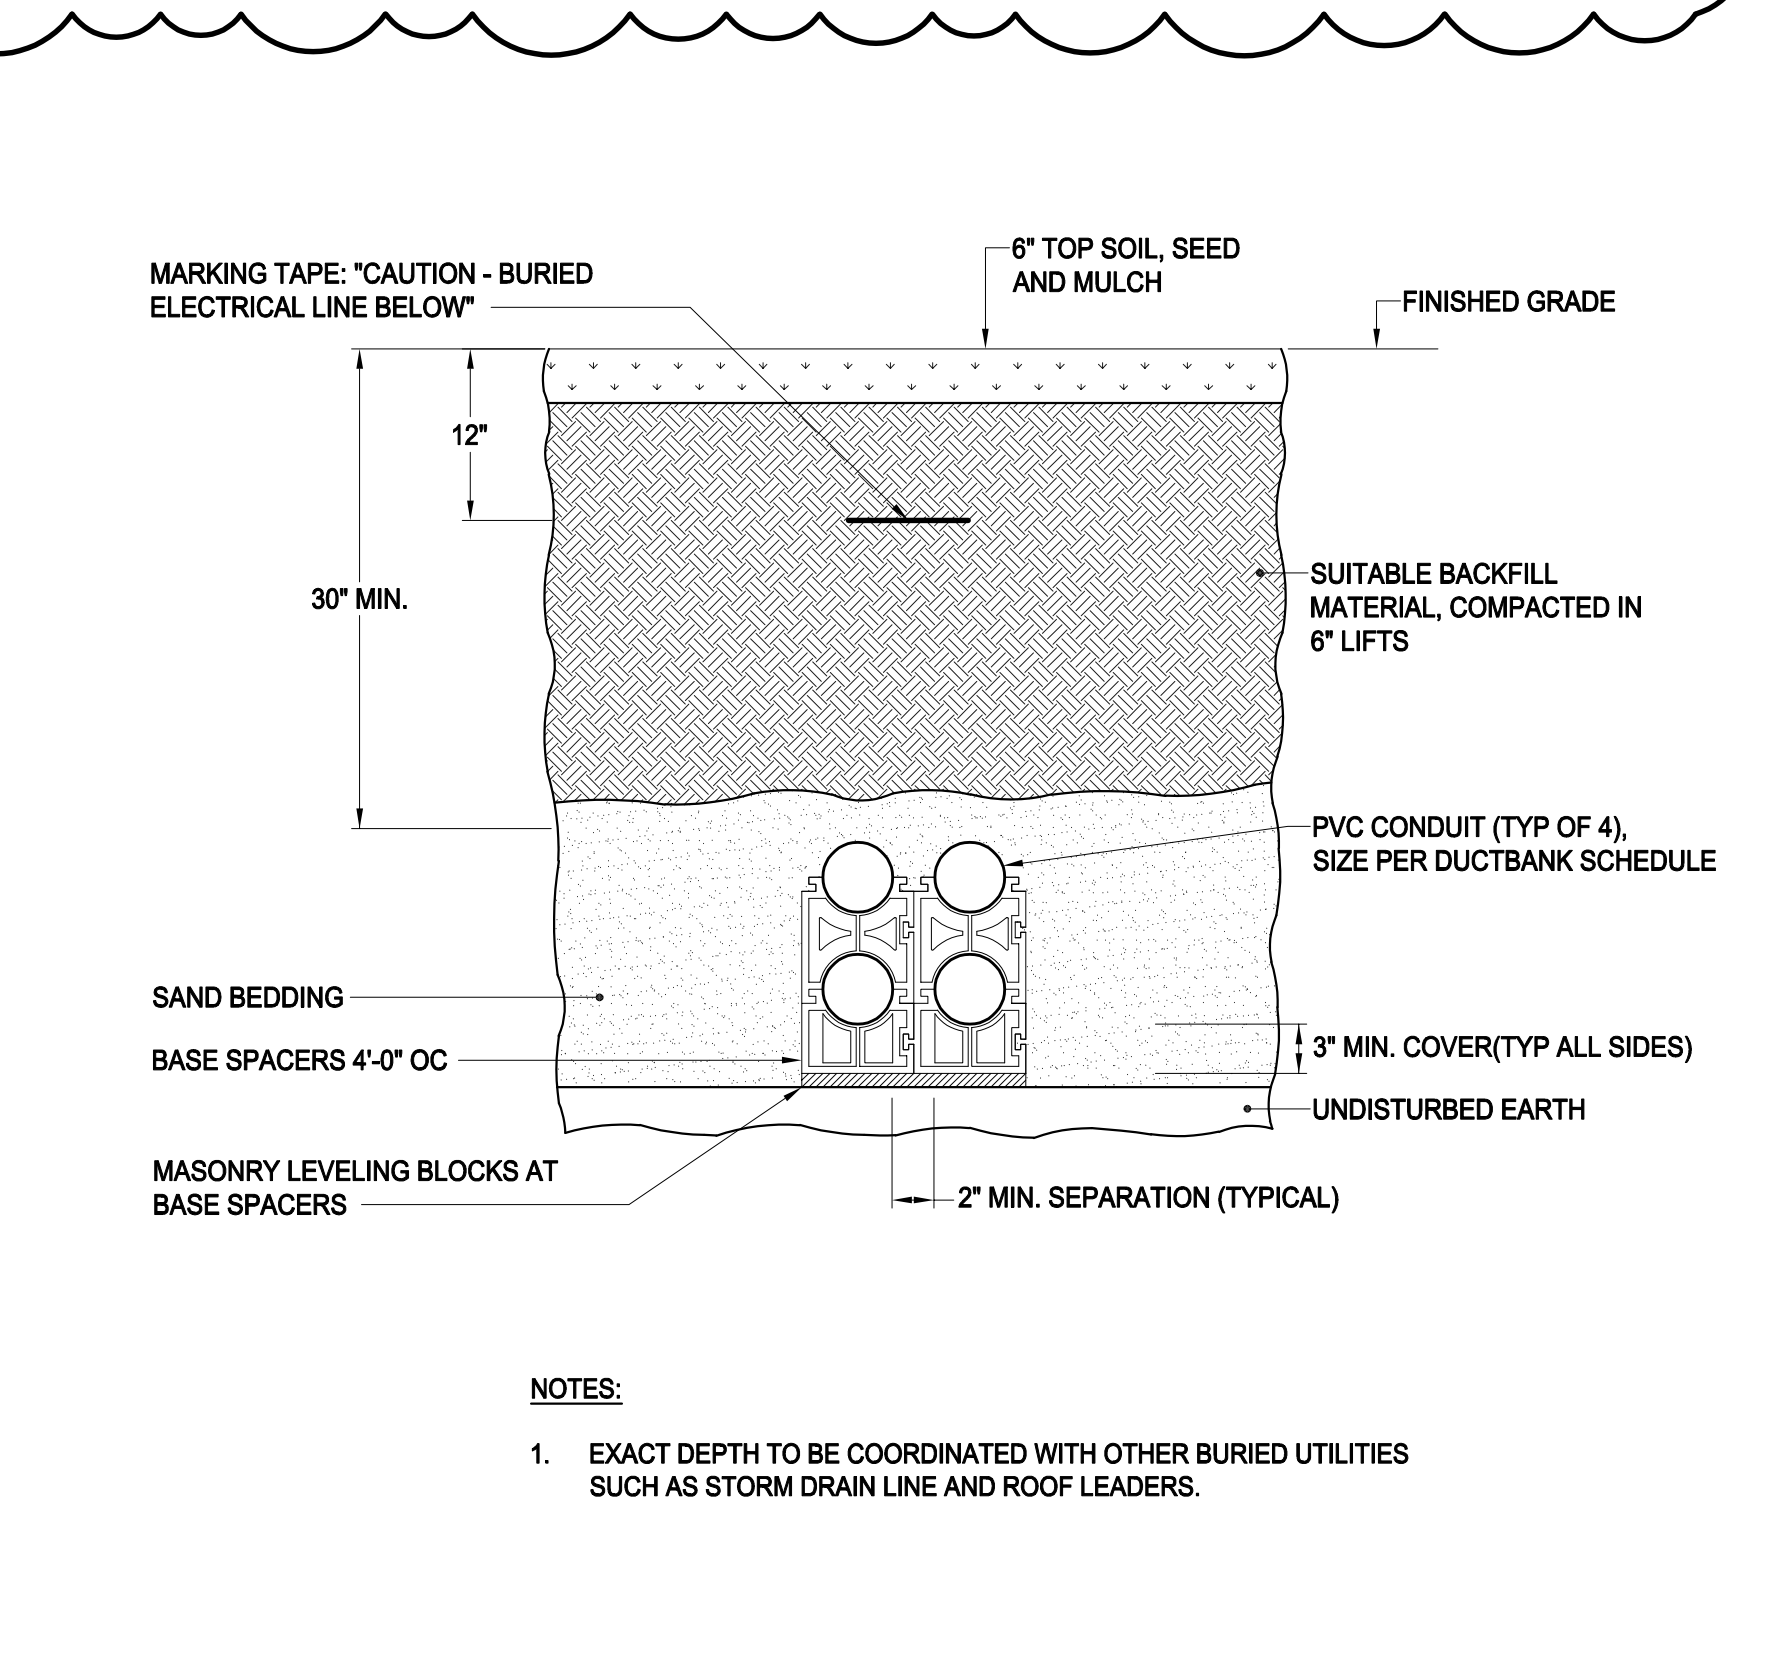 6" TOP SOIL, SEED
AND MULCH
MARKING TAPE: "CAUTION - BURIED
ELECTRICAL LINE BELOW"
FINISHED GRADE
12"
30" MIN.
SUITABLE BACKFILL
MATERIAL, COMPACTED IN
6" LIFTS
PVC CONDUIT (TYP OF 4),
SIZE PER DUCTBANK SCHEDULE
SAND BEDDING
BASE SPACERS 4'-0" OC
3" MIN. COVER(TYP ALL SIDES)
UNDISTURBED EARTH
MASONRY LEVELING BLOCKS AT
BASE SPACERS
2" MIN. SEPARATION (TYPICAL)
NOTES:
1. EXACT DEPTH TO BE COORDINATED WITH OTHER BURIED UTILITIES
SUCH AS STORM DRAIN LINE AND ROOF LEADERS.